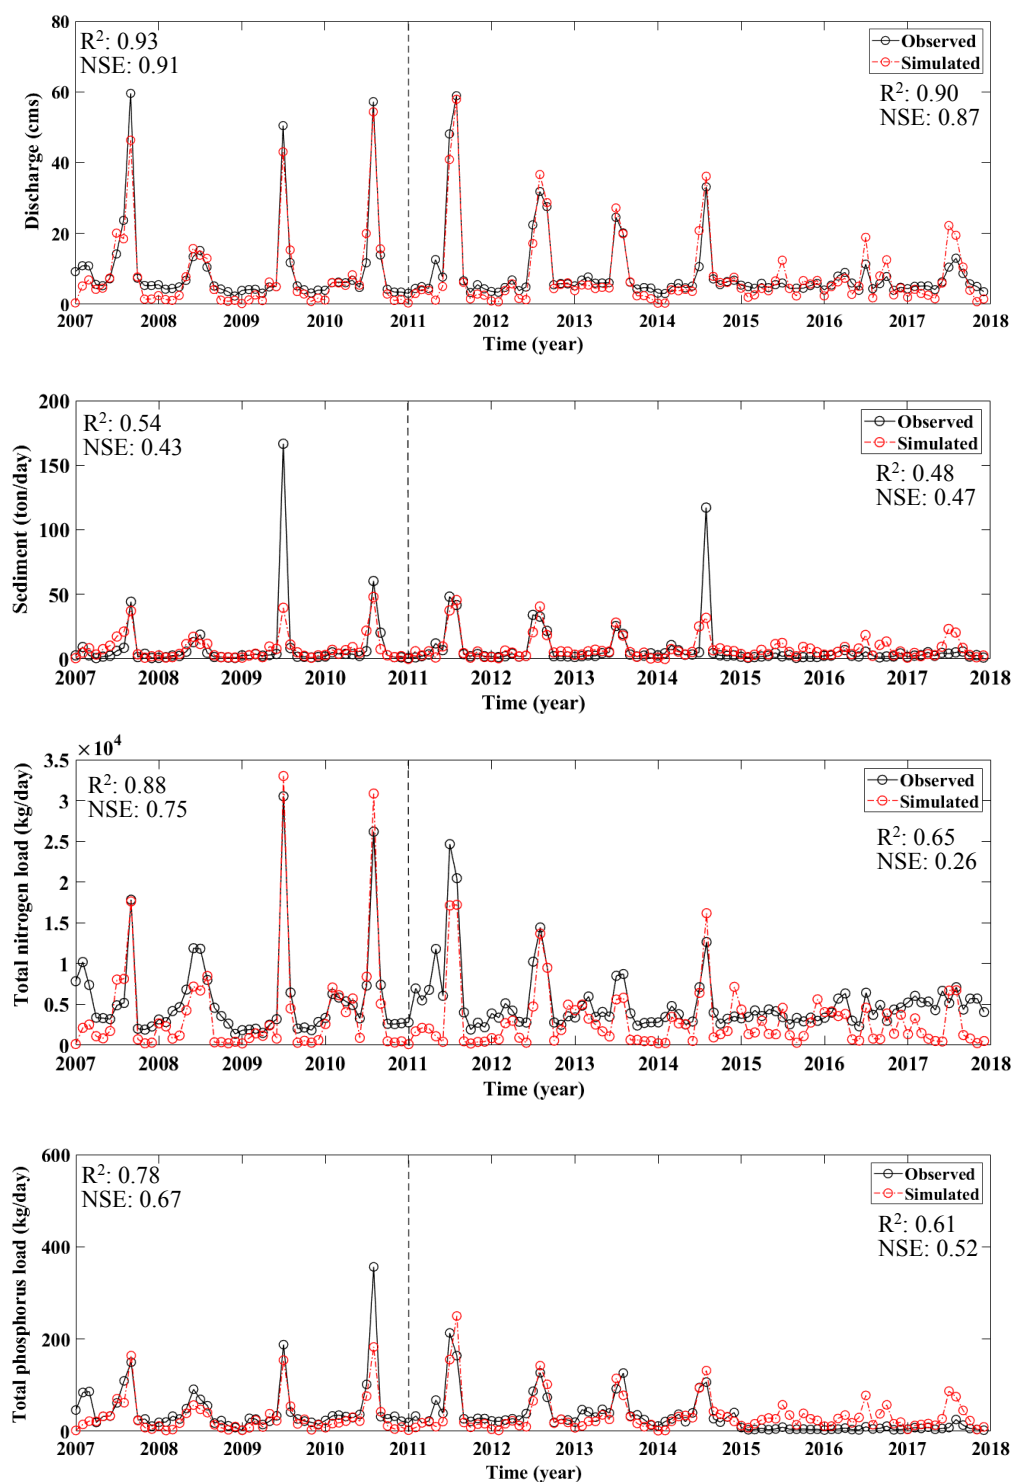 80
60
40
20
0
Discharge (cms)
R²: 0.93
NSE: 0.91
Observed
Simulated
R²: 0.90
NSE: 0.87
2007 2008 2009 2010 2011 2012 2013 2014 2015 2016 2017 2018
Time (year)
200
150
100
50
0
Sediment (ton/day)
R²: 0.54
NSE: 0.43
Observed
Simulated
R²: 0.48
NSE: 0.47
2007 2008 2009 2010 2011 2012 2013 2014 2015 2016 2017 2018
Time (year)
×10⁴
3.5
3
2.5
2
1.5
1
0.5
0
Total nitrogen load (kg/day)
R²: 0.88
NSE: 0.75
Observed
Simulated
R²: 0.65
NSE: 0.26
2007 2008 2009 2010 2011 2012 2013 2014 2015 2016 2017 2018
Time (year)
600
400
200
0
Total phosphorus load (kg/day)
R²: 0.78
NSE: 0.67
Observed
Simulated
R²: 0.61
NSE: 0.52
2007 2008 2009 2010 2011 2012 2013 2014 2015 2016 2017 2018
Time (year)